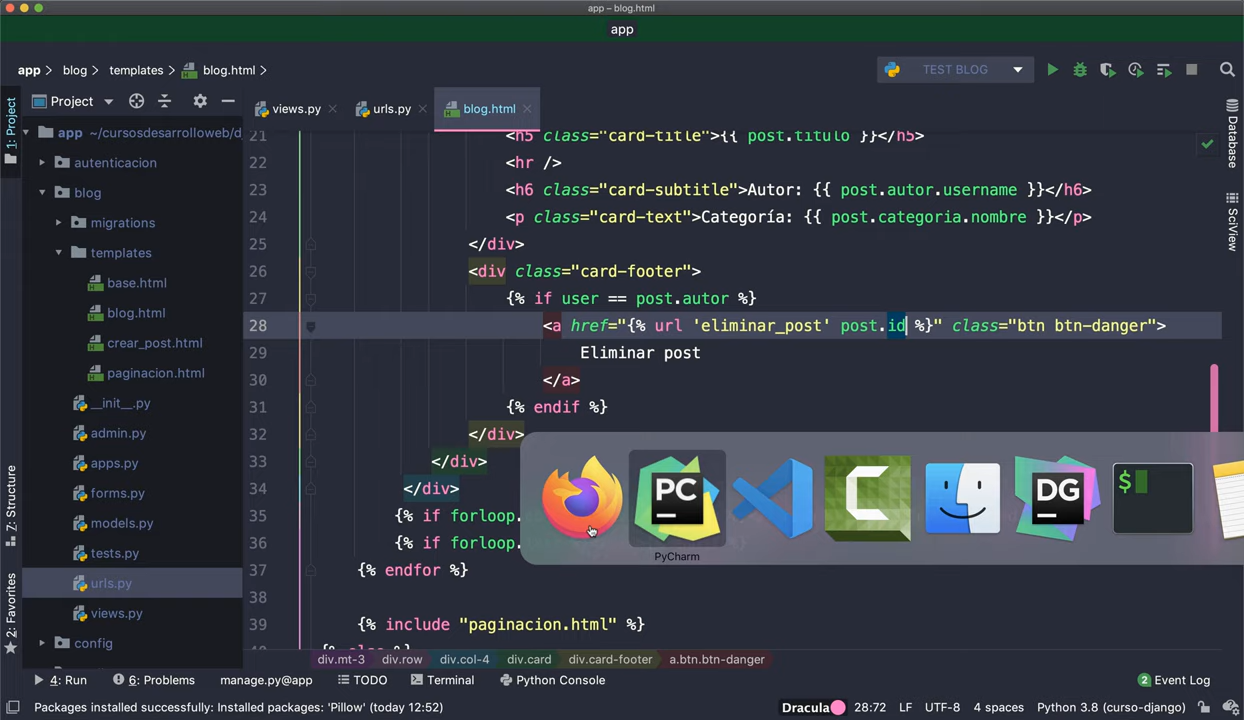 app – blog.html
app
app
blog
templates
blog.html
TEST BLOG
Project
views.py
urls.py
blog.html
1: Project
7: Structure
2: Favorites
Database
SciView
app ~/cursosdesarrolloweb/d
autenticacion
blog
migrations
templates
base.html
blog.html
crear_post.html
paginacion.html
__init__.py
admin.py
apps.py
forms.py
models.py
tests.py
urls.py
views.py
config
21 <h5 class="card-title">{{ post.titulo }}</h5>
22 <hr />
23 <h6 class="card-subtitle">Autor: {{ post.autor.username }}</h6>
24 <p class="card-text">Categoría: {{ post.categoria.nombre }}</p>
25 </div>
26 <div class="card-footer">
27 {% if user == post.autor %}
28 <a href="{% url 'eliminar_post' post.id %}" class="btn btn-danger">
29 Eliminar post
30 </a>
31 {% endif %}
32 </div>
33 </div>
34 </div>
35 {% if forloop.
36 {% if forloop.
37 {% endfor %}
38
39 {% include "paginacion.html" %}
PC
DG
$
PyCharm
div.mt-3 div.row div.col-4 div.card div.card-footer a.btn.btn-danger
4: Run
6: Problems
manage.py@app
TODO
Terminal
Python Console
2 Event Log
Packages installed successfully: Installed packages: 'Pillow' (today 12:52)
Dracula
28:72
LF
UTF-8
4 spaces
Python 3.8 (curso-django)